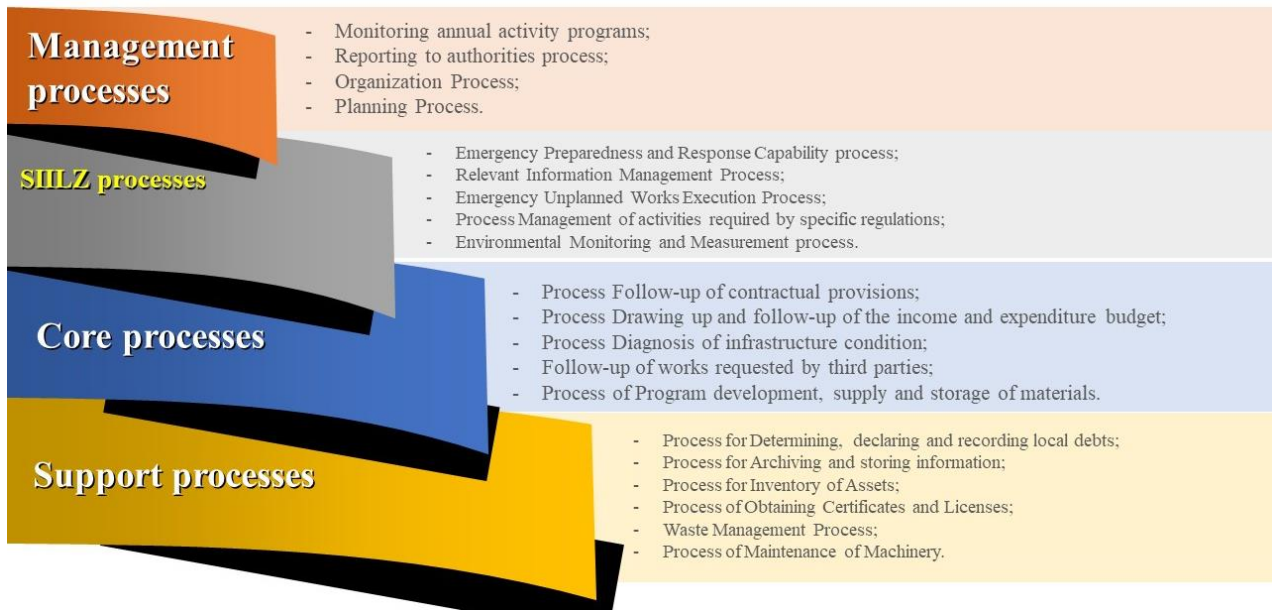 Management
processes
- Monitoring annual activity programs;
- Reporting to authorities process;
- Organization Process;
- Planning Process.
SIILZ processes
- Emergency Preparedness and Response Capability process;
- Relevant Information Management Process;
- Emergency Unplanned Works Execution Process;
- Process Management of activities required by specific regulations;
- Environmental Monitoring and Measurement process.
Core processes
- Process Follow-up of contractual provisions;
- Process Drawing up and follow-up of the income and expenditure budget;
- Process Diagnosis of infrastructure condition;
- Follow-up of works requested by third parties;
- Process of Program development, supply and storage of materials.
Support processes
- Process for Determining, declaring and recording local debts;
- Process for Archiving and storing information;
- Process for Inventory of Assets;
- Process of Obtaining Certificates and Licenses;
- Waste Management Process;
- Process of Maintenance of Machinery.